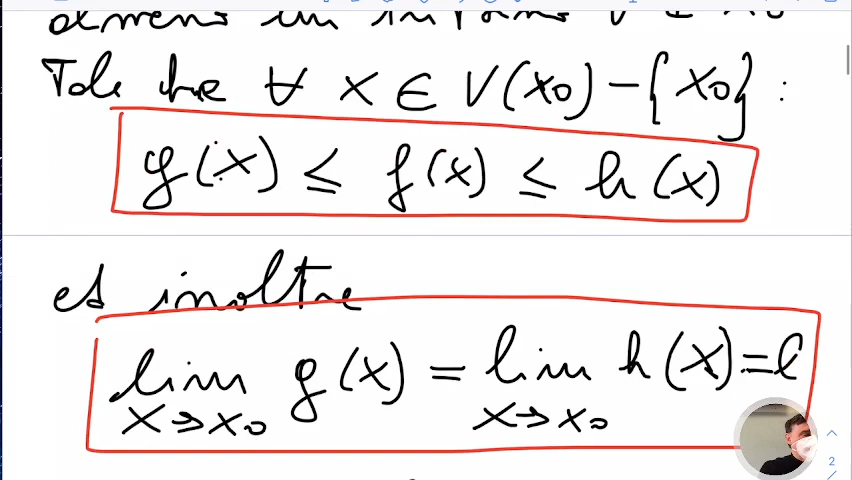 Tale che ∀ x ∈ V(x₀) - {x₀} :
g(x) ≤ f(x) ≤ h(x)
ed inoltre
lim g(x) = lim h(x) = l
x→x₀ x→x₀
2